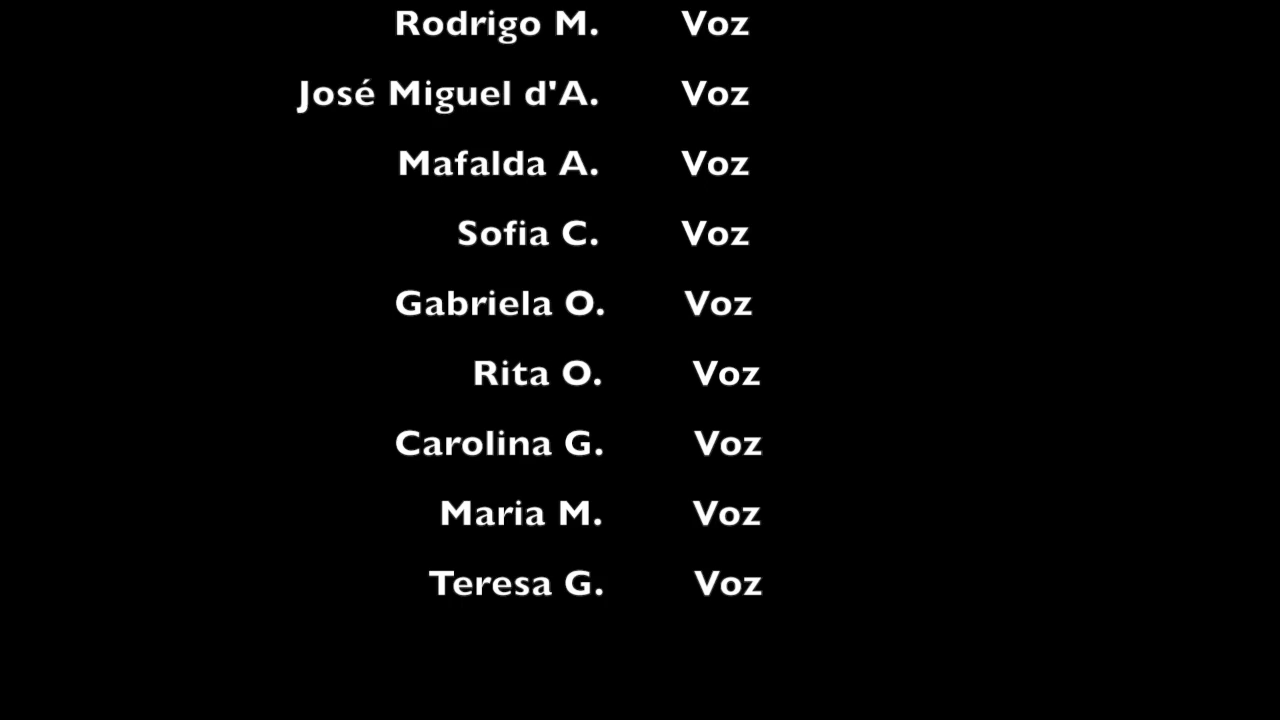 Rodrigo M. Voz
José Miguel d'A. Voz
Mafalda A. Voz
Sofia C. Voz
Gabriela O. Voz
Rita O. Voz
Carolina G. Voz
Maria M. Voz
Teresa G. Voz